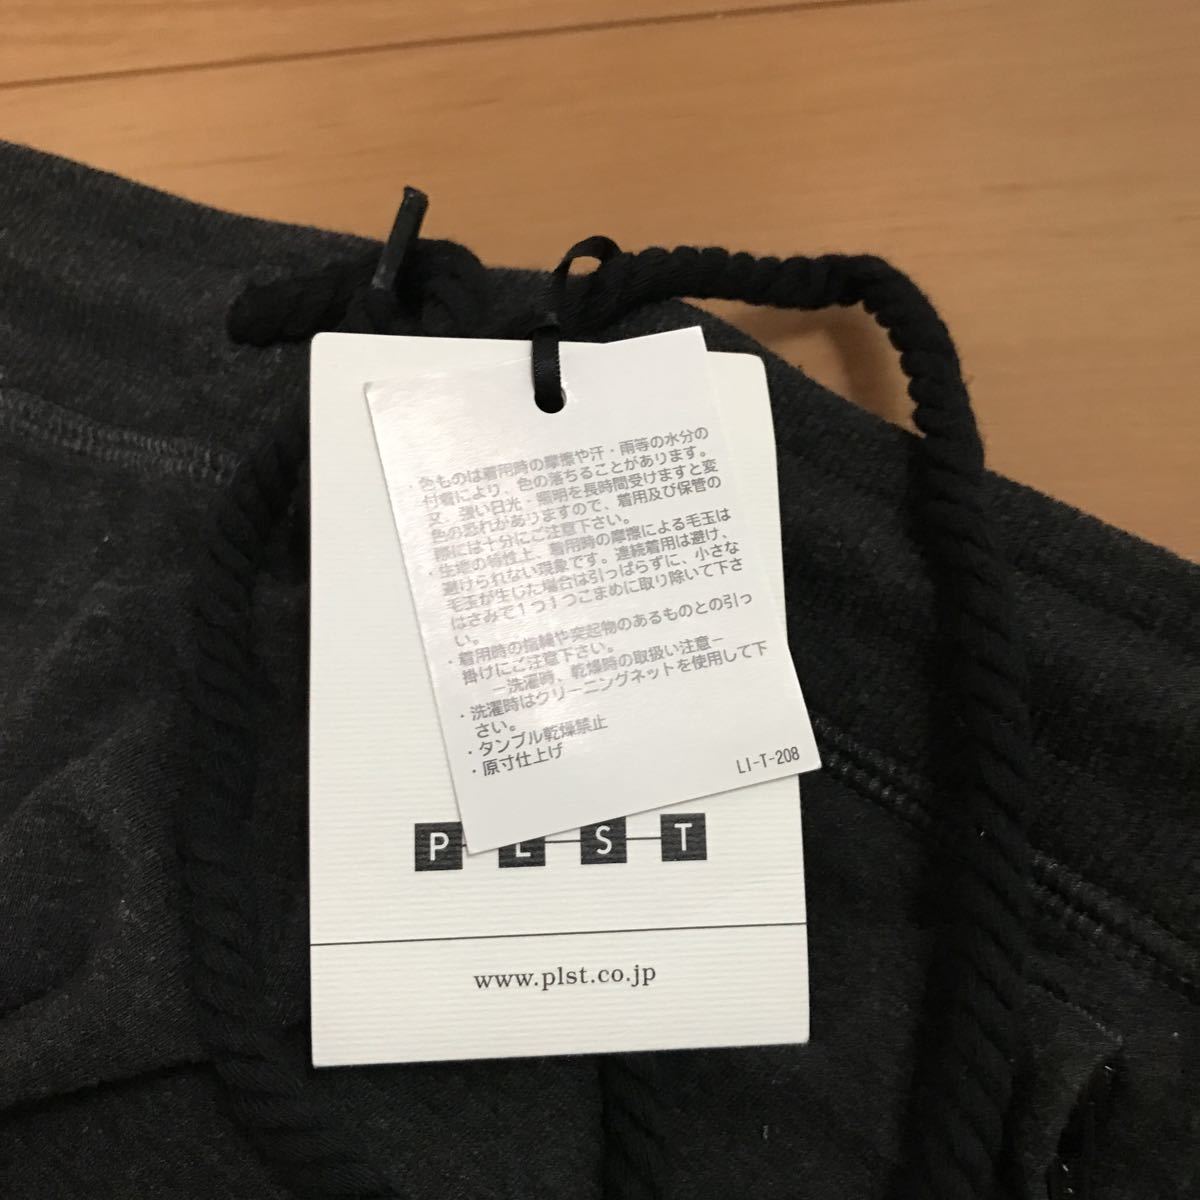 ・色ものは着用時の摩擦や汗・雨等の水分の
付着により、色の落ちることがあります。
又、強い日光・照明を長時間受けますと変
色の恐れがありますので、着用及び保管の
際には十分にご注意下さい。
・生地の特性上、着用時の摩擦による毛玉は
避けられない現象です。連続着用は避け、
毛玉が生じた場合は引っぱらずに、小さな
はさみで1つ1つこまめに取り除いて下さ
い。
・着用時の指輪や突起物のあるものとの引っ
掛けにご注意下さい。
－洗濯時、乾燥時の取扱い注意－
・洗濯時はクリーニングネットを使用して下
さい。
・タンブル乾燥禁止
・原寸仕上げ
LI-T-208
P L S T
www.plst.co.jp